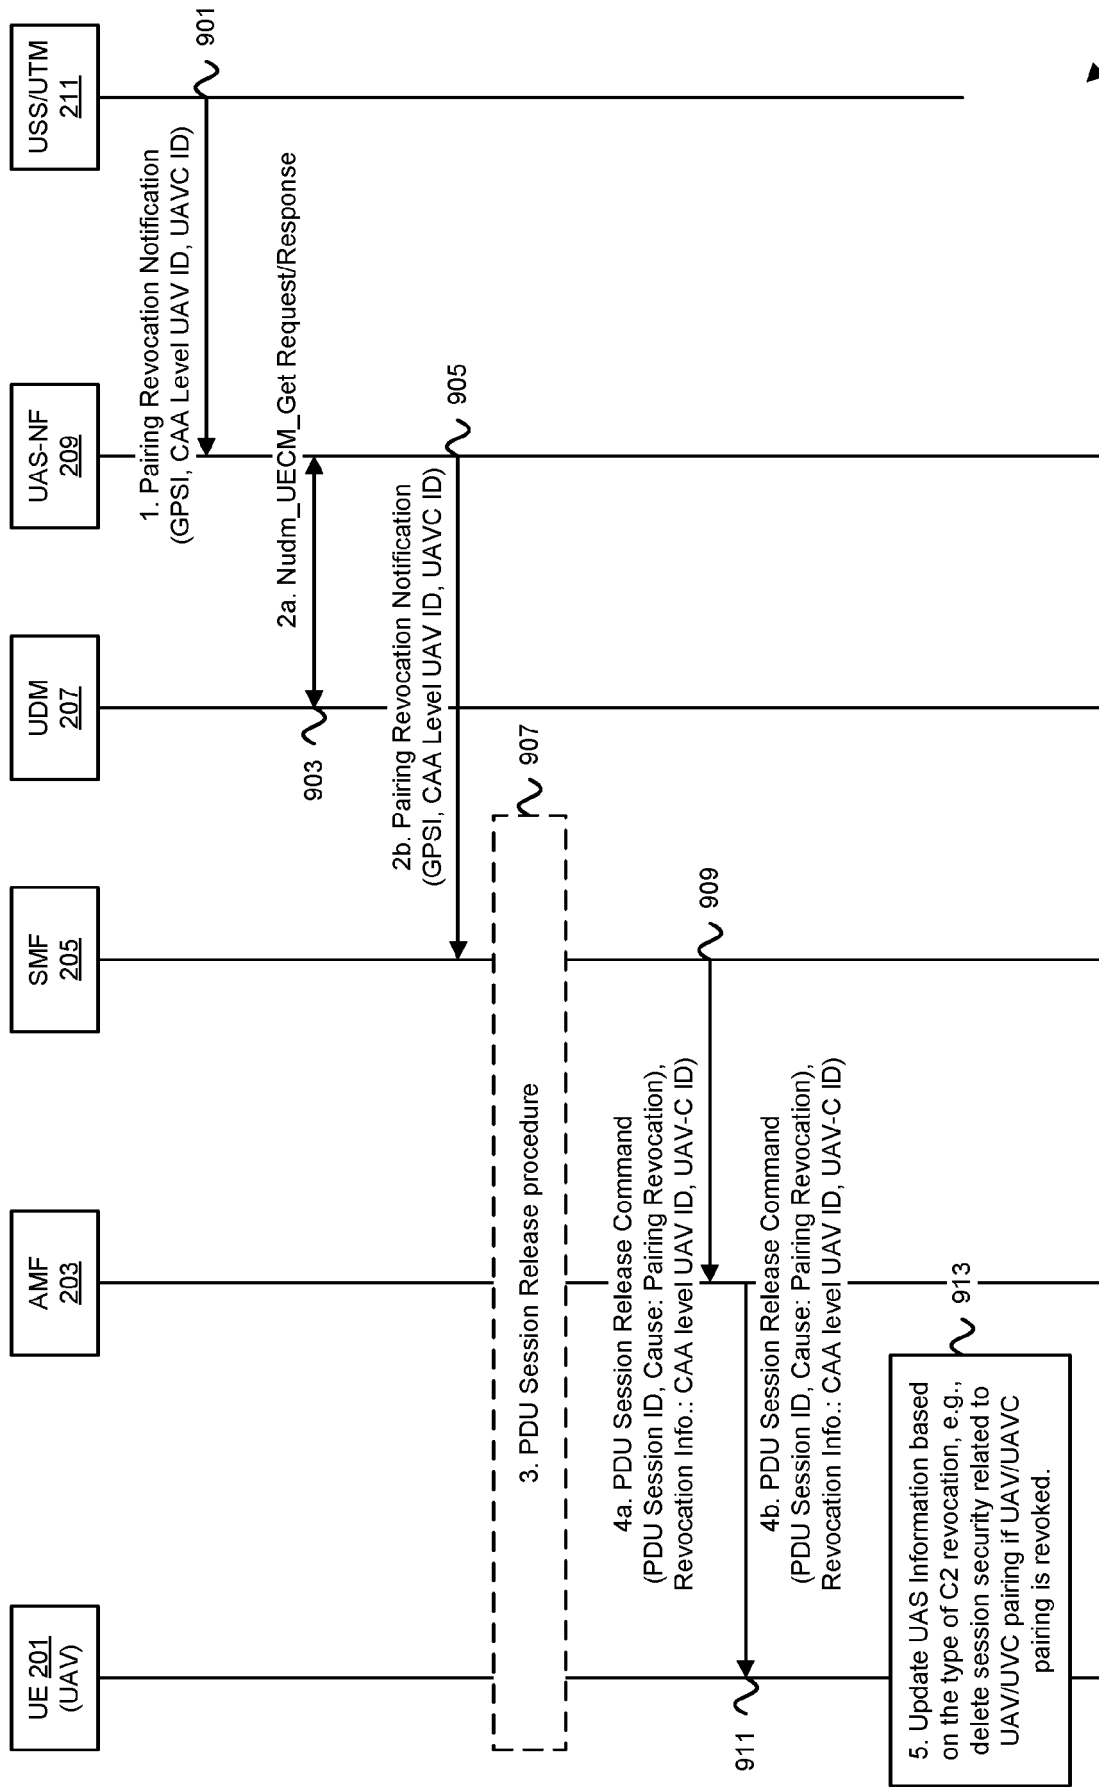 UE 201
(UAV)
AMF
203
SMF
205
UDM
207
UAS-NF
209
USS/UTM
211
1. Pairing Revocation Notification
(GPSI, CAA Level UAV ID, UAVC ID)
901
2a. Nudm_UECM_Get Request/Response
903
2b. Pairing Revocation Notification
(GPSI, CAA Level UAV ID, UAVC ID)
905
3. PDU Session Release procedure
907
4a. PDU Session Release Command
(PDU Session ID, Cause: Pairing Revocation),
Revocation Info.: CAA level UAV ID, UAV-C ID)
909
4b. PDU Session Release Command
(PDU Session ID, Cause: Pairing Revocation),
Revocation Info.: CAA level UAV ID, UAV-C ID)
911
5. Update UAS Information based
on the type of C2 revocation, e.g.,
delete session security related to
UAV/UVC pairing if UAV/UAVC
pairing is revoked.
913